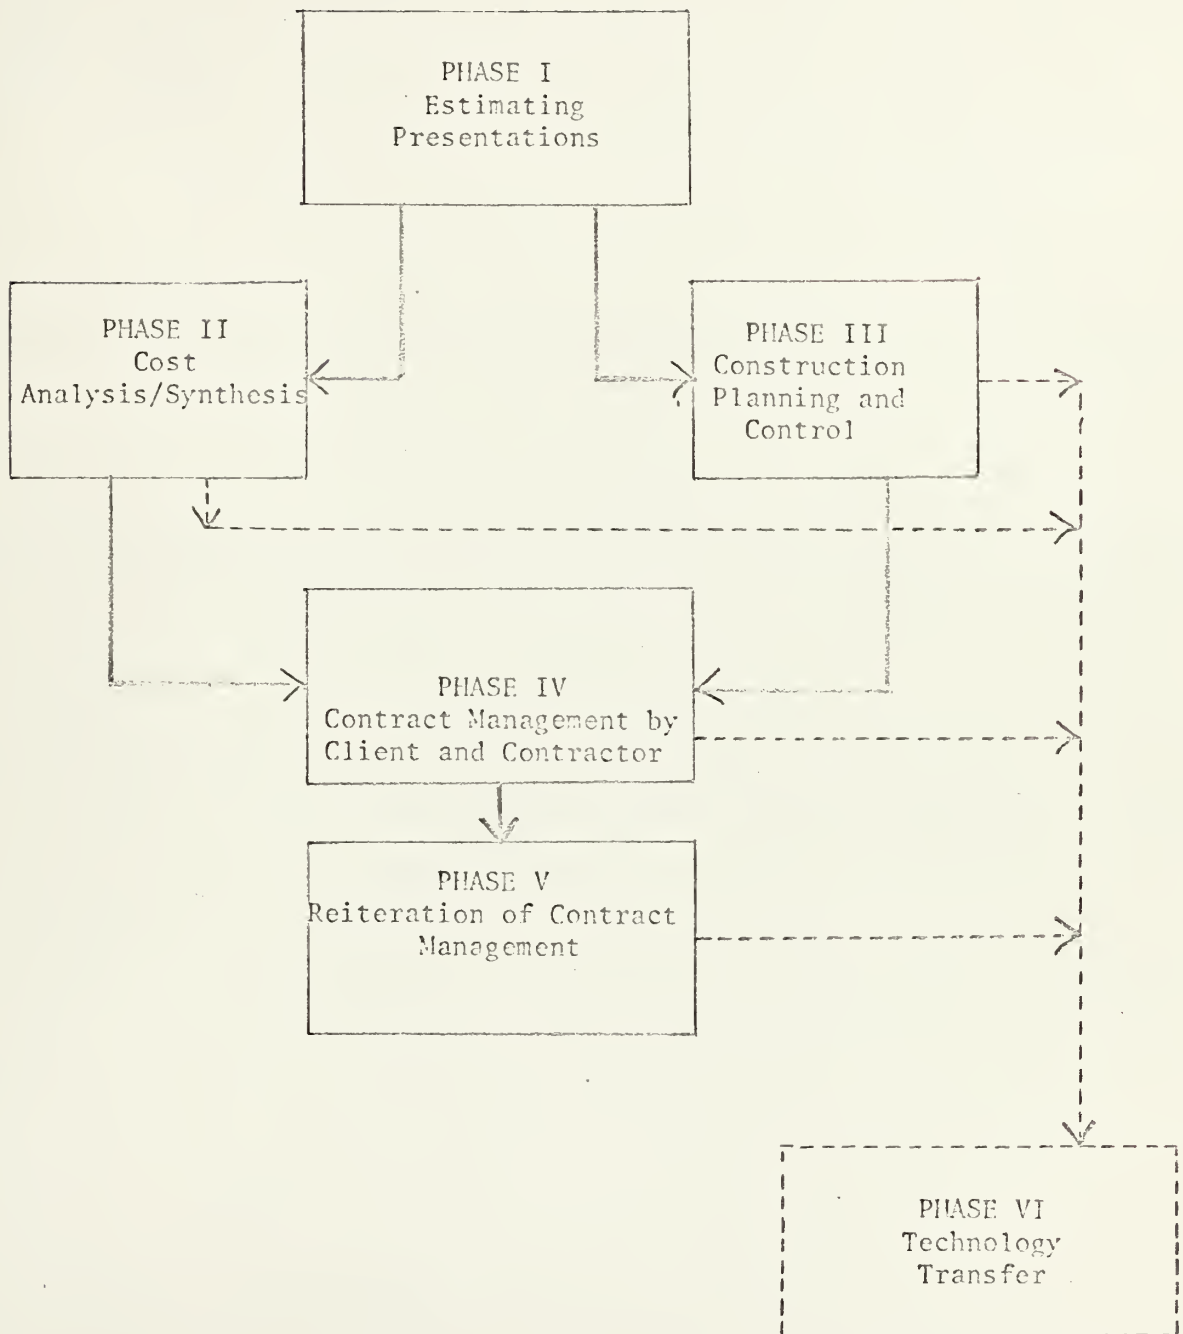 PHASE I
Estimating
Presentations
PHASE II
Cost
Analysis/Synthesis
PHASE III
Construction
Planning and
Control
PHASE IV
Contract Management by
Client and Contractor
PHASE V
Reiteration of Contract
Management
PHASE VI
Technology
Transfer